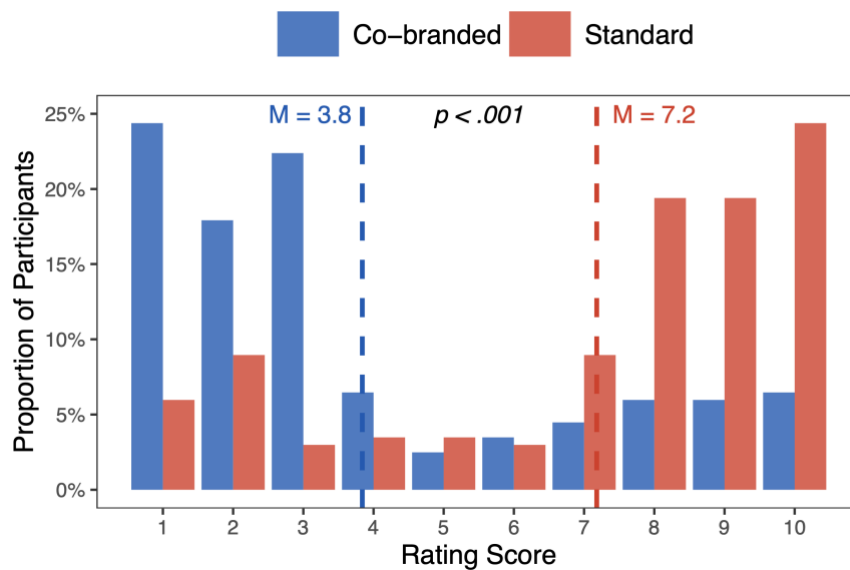 Co–branded Standard
M = 3.8 p < .001 M = 7.2
25%
20%
15%
10%
5%
0%
Proportion of Participants
1 2 3 4 5 6 7 8 9 10
Rating Score